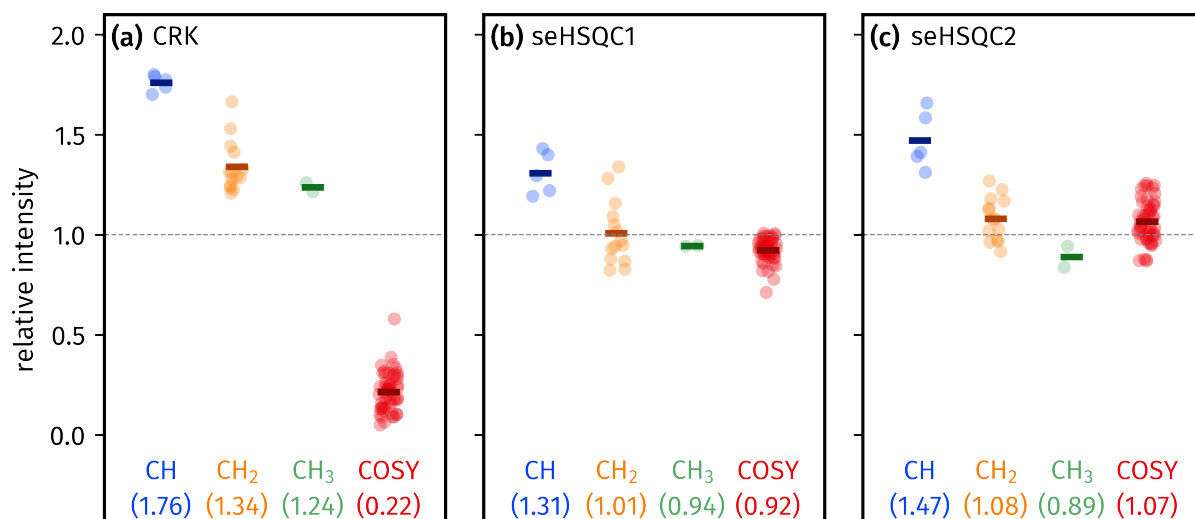 (a) CRK
(b) seHSQC1
(c) seHSQC2
relative intensity
2.0
1.5
1.0
0.5
0.0
CH CH₂ CH₃ COSY
(1.76) (1.34) (1.24) (0.22)
CH CH₂ CH₃ COSY
(1.31) (1.01) (0.94) (0.92)
CH CH₂ CH₃ COSY
(1.47) (1.08) (0.89) (1.07)